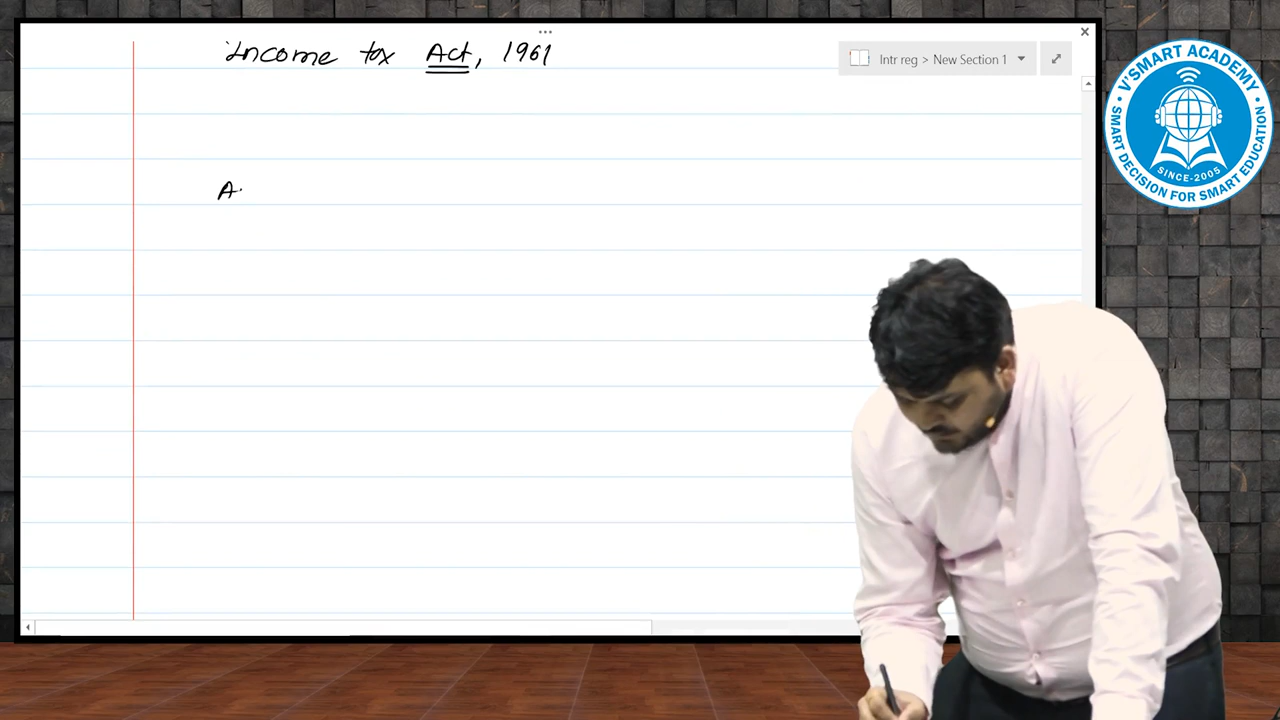 Income tax Act, 1961
Intr reg > New Section 1
A.
V'SMART ACADEMY
SMART DECISION FOR SMART EDUCATION
SINCE-2005